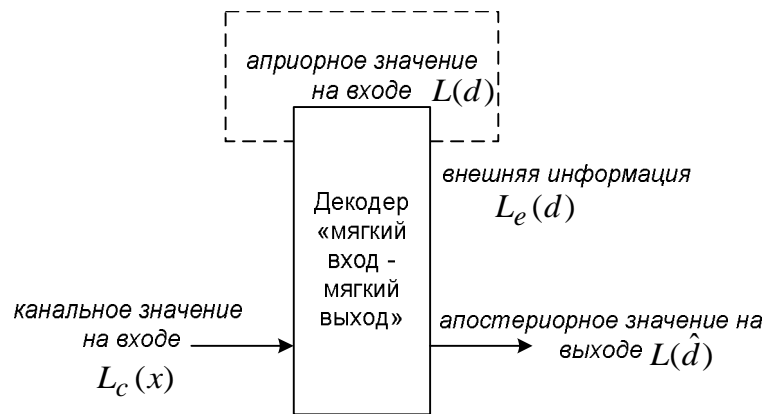 априорное значение
на входе L(d)
внешняя информация
L_e(d)
Декодер
«мягкий
вход -
мягкий
выход»
канальное значение
на входе
L_c(x)
апостериорное значение на
выходе L(d̂)